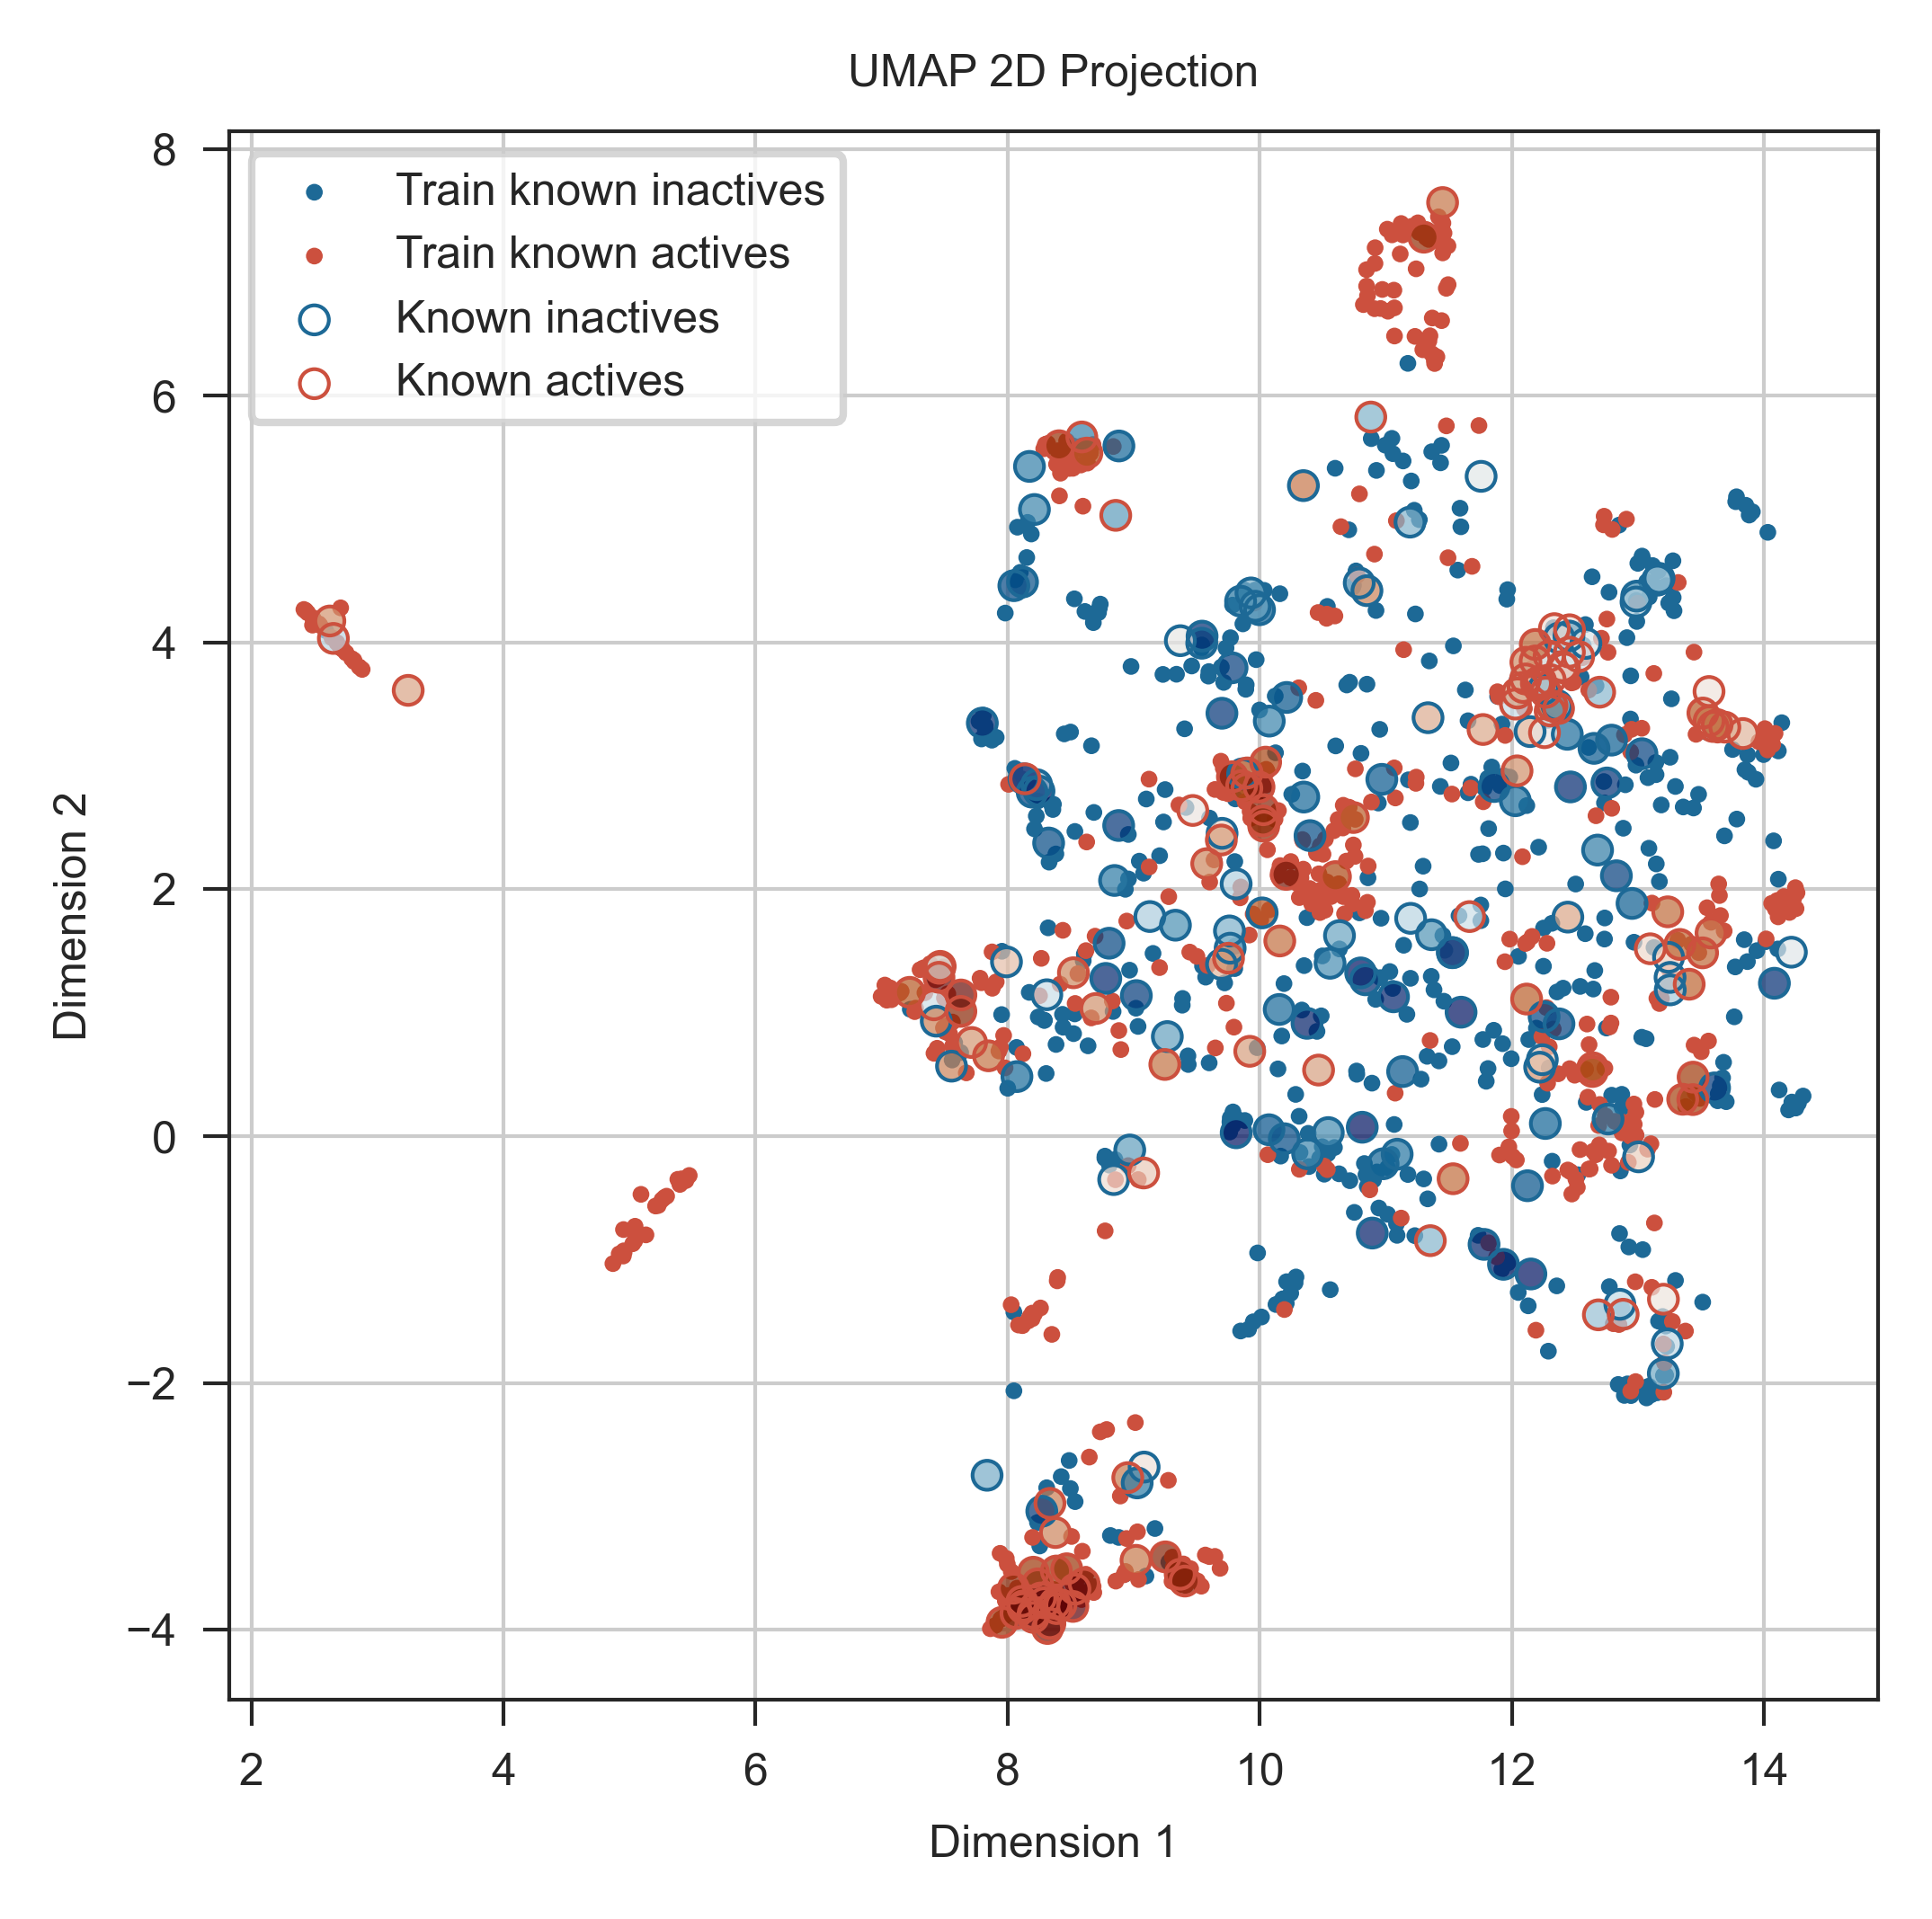 UMAP 2D Projection
Train known inactives
Train known actives
Known inactives
Known actives
8
6
4
2
0
−2
−4
Dimension 2
2 4 6 8 10 12 14
Dimension 1